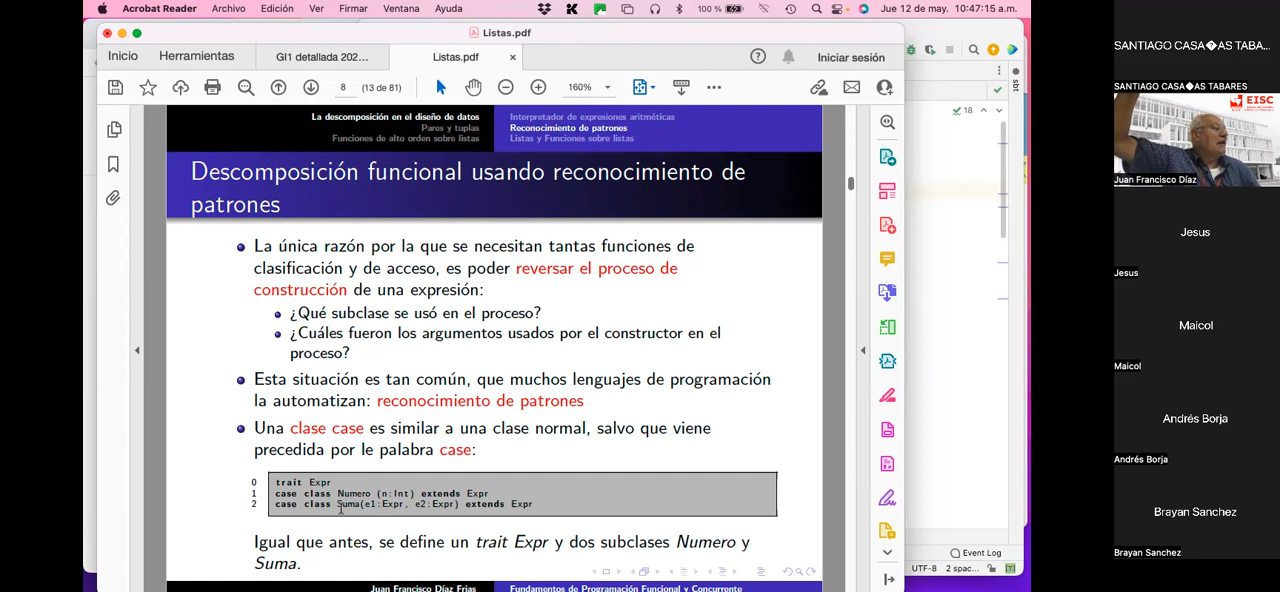 Acrobat Reader Archivo Edición Ver Firmar Ventana Ayuda 100 % Jue 12 de may. 10:47:15 a.m.
Listas.pdf
Inicio Herramientas GI1 detallada 202... Listas.pdf × Iniciar sesión
8 (13 de 81) 160%
La descomposición en el diseño de datos
Pares y tuplas
Funciones de alto orden sobre listas
Interpretador de expresiones aritméticas
Reconocimiento de patrones
Listas y Funciones sobre listas
Descomposición funcional usando reconocimiento de
patrones
La única razón por la que se necesitan tantas funciones de
clasificación y de acceso, es poder reversar el proceso de
construcción de una expresión:
¿Qué subclase se usó en el proceso?
¿Cuáles fueron los argumentos usados por el constructor en el
proceso?
Esta situación es tan común, que muchos lenguajes de programación
la automatizan: reconocimiento de patrones
Una clase case es similar a una clase normal, salvo que viene
precedida por le palabra case:
0 trait Expr
1 case class Numero (n:Int) extends Expr
2 case class Suma(e1:Expr, e2:Expr) extends Expr
Igual que antes, se define un trait Expr y dos subclases Numero y
Suma.
Juan Francisco Díaz Frias Fundamentos de Programación Funcional y Concurrente
sbt
18
Event Log
UTF-8 2 spac...
SANTIAGO CASA�AS TABA...
SANTIAGO CASA�AS TABARES
EISC
Juan Francisco Díaz
Jesus
Jesus
Maicol
Maicol
Andrés Borja
Andrés Borja
Brayan Sanchez
Brayan Sanchez